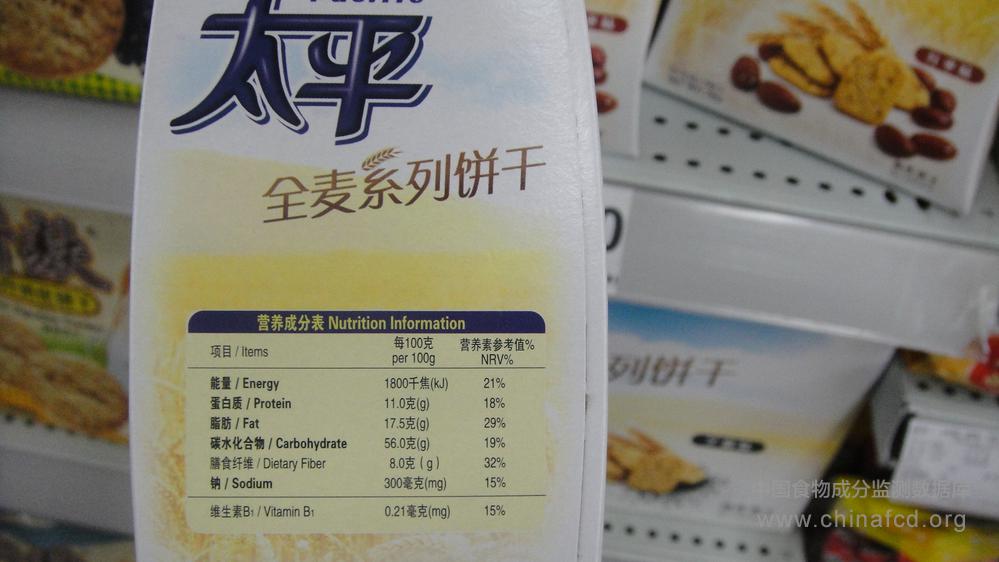 Pacific
太平
全麦系列饼干
营养成分表 Nutrition Information
项目 / Items 每100克 per 100g 营养素参考值% NRV%
能量 / Energy 1800千焦(kJ) 21%
蛋白质 / Protein 11.0克(g) 18%
脂肪 / Fat 17.5克(g) 29%
碳水化合物 / Carbohydrate 56.0克(g) 19%
膳食纤维 / Dietary Fiber 8.0克 ( g ) 32%
钠 / Sodium 300毫克(mg) 15%
维生素B₁ / Vitamin B₁ 0.21毫克(mg) 15%
0
列饼干
中国食物成分监测数据库
www.chinafcd.org